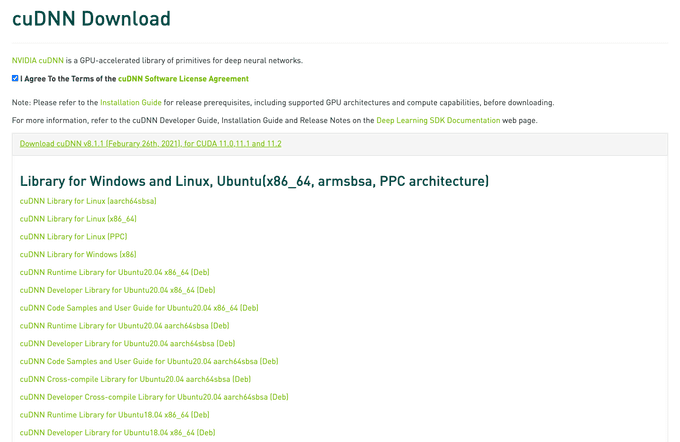 cuDNN Download
NVIDIA cuDNN is a GPU-accelerated library of primitives for deep neural networks.
I Agree To the Terms of the cuDNN Software License Agreement
Note: Please refer to the Installation Guide for release prerequisites, including supported GPU architectures and compute capabilities, before downloading.
For more information, refer to the cuDNN Developer Guide, Installation Guide and Release Notes on the Deep Learning SDK Documentation web page.
Download cuDNN v8.1.1 (Feburary 26th, 2021), for CUDA 11.0,11.1 and 11.2
Library for Windows and Linux, Ubuntu(x86_64, armsbsa, PPC architecture)
cuDNN Library for Linux (aarch64sbsa)
cuDNN Library for Linux (x86_64)
cuDNN Library for Linux (PPC)
cuDNN Library for Windows (x86)
cuDNN Runtime Library for Ubuntu20.04 x86_64 (Deb)
cuDNN Developer Library for Ubuntu20.04 x86_64 (Deb)
cuDNN Code Samples and User Guide for Ubuntu20.04 x86_64 (Deb)
cuDNN Runtime Library for Ubuntu20.04 aarch64sbsa (Deb)
cuDNN Developer Library for Ubuntu20.04 aarch64sbsa (Deb)
cuDNN Code Samples and User Guide for Ubuntu20.04 aarch64sbsa (Deb)
cuDNN Cross-compile Library for Ubuntu20.04 aarch64sbsa (Deb)
cuDNN Developer Cross-compile Library for Ubuntu20.04 aarch64sbsa (Deb)
cuDNN Runtime Library for Ubuntu18.04 x86_64 (Deb)
cuDNN Developer Library for Ubuntu18.04 x86_64 (Deb)